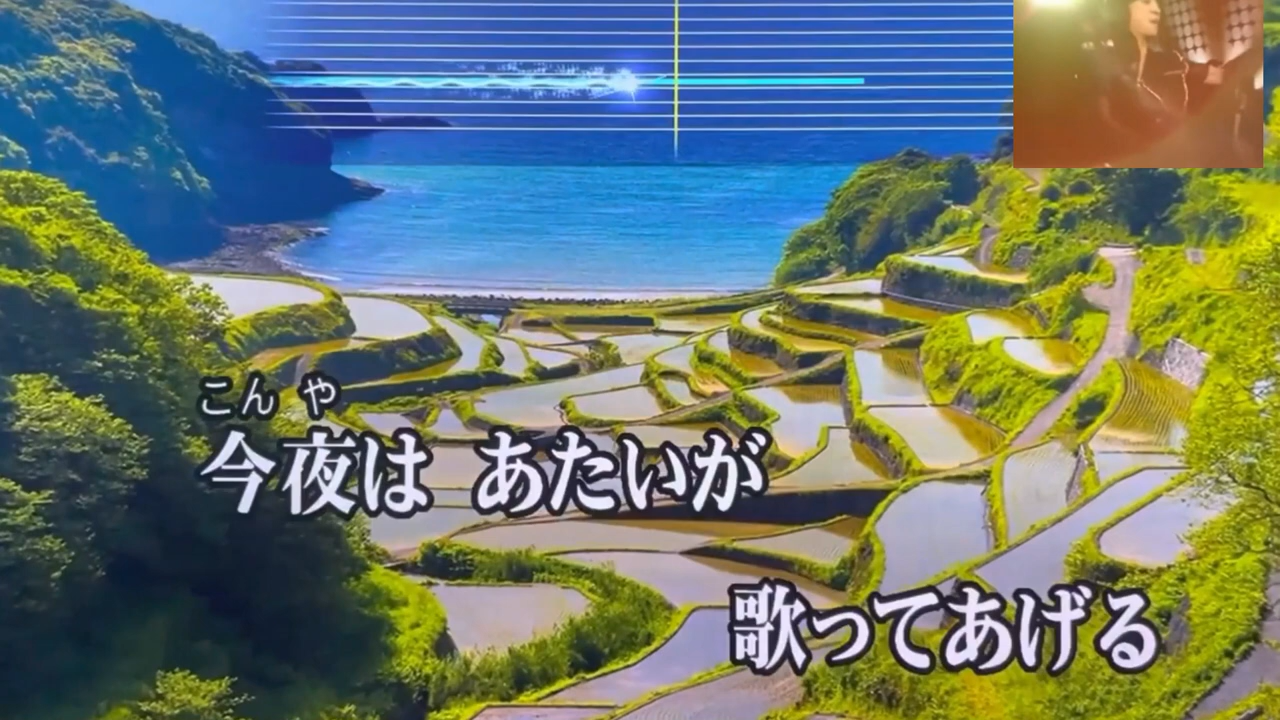 こんや
今夜は あたいが
歌ってあげる